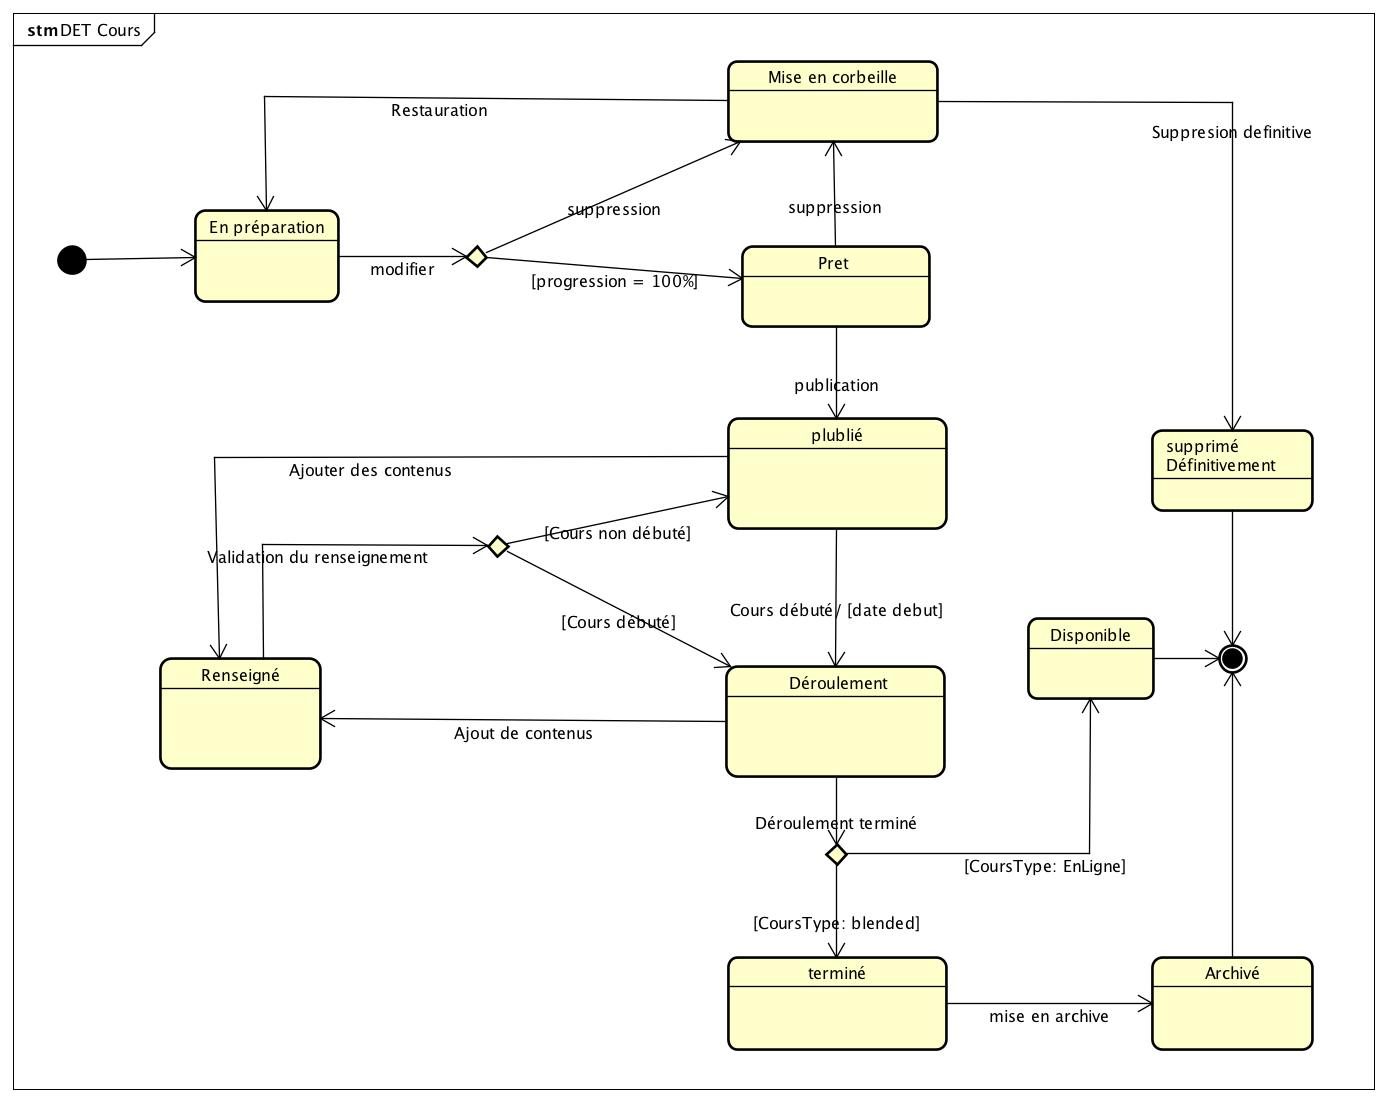 stm DET Cours
Mise en corbeille
Restauration
Suppresion definitive
suppression
suppression
En préparation
modifier
Pret
[progression = 100%]
publication
plublié
supprimé
Définitivement
Ajouter des contenus
[Cours non débuté]
Validation du renseignement
Cours débuté/ [date debut]
[Cours débuté]
Disponible
Renseigné
Déroulement
Ajout de contenus
Déroulement terminé
[CoursType: EnLigne]
[CoursType: blended]
terminé
Archivé
mise en archive